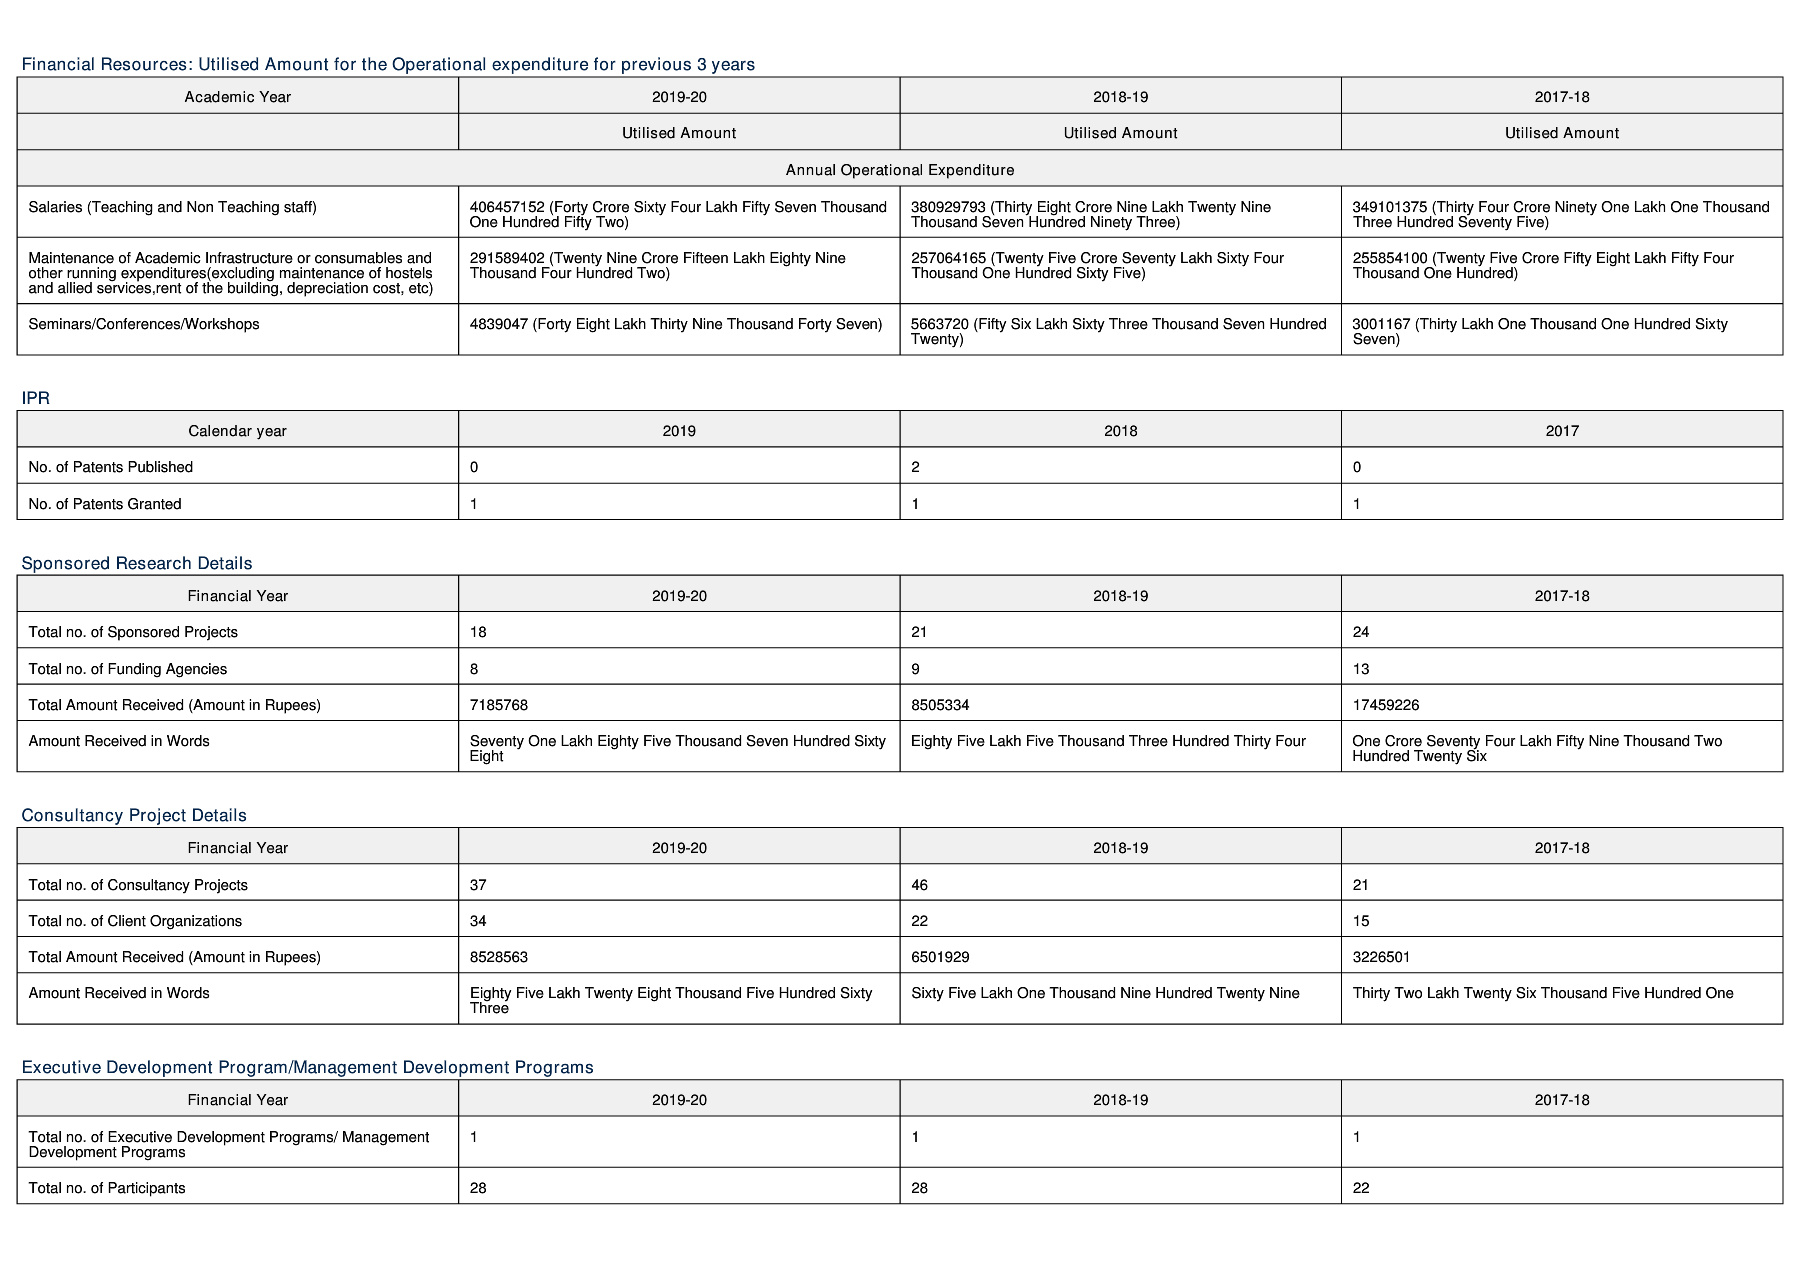 Financial Resources: Utilised Amount for the Operational expenditure for previous 3 years
Academic Year 2019-20 2018-19 2017-18
Utilised Amount Utilised Amount Utilised Amount
Annual Operational Expenditure
Salaries (Teaching and Non Teaching staff) 406457152 (Forty Crore Sixty Four Lakh Fifty Seven Thousand 380929793 (Thirty Eight Crore Nine Lakh Twenty Nine 349101375 (Thirty Four Crore Ninety One Lakh One Thousand
One Hundred Fifty Two) Thousand Seven Hundred Ninety Three) Three Hundred Seventy Five)
Maintenance of Academic Infrastructure or consumables and 291589402 (Twenty Nine Crore Fifteen Lakh Eighty Nine 257064165 (Twenty Five Crore Seventy Lakh Sixty Four 255854100 (Twenty Five Crore Fifty Eight Lakh Fifty Four
other running expenditures(excluding maintenance of hostels Thousand Four Hundred Two) Thousand One Hundred Sixty Five) Thousand One Hundred)
and allied services,rent of the building, depreciation cost, etc)
Seminars/Conferences/Workshops 4839047 (Forty Eight Lakh Thirty Nine Thousand Forty Seven) 5663720 (Fifty Six Lakh Sixty Three Thousand Seven Hundred 3001167 (Thirty Lakh One Thousand One Hundred Sixty
Twenty) Seven)
IPR
Calendar year 2019 2018 2017
No. of Patents Published 0 2 0
No. of Patents Granted 1 1 1
Sponsored Research Details
Financial Year 2019-20 2018-19 2017-18
Total no. of Sponsored Projects 18 21 24
Total no. of Funding Agencies 8 9 13
Total Amount Received (Amount in Rupees) 7185768 8505334 17459226
Amount Received in Words Seventy One Lakh Eighty Five Thousand Seven Hundred Sixty Eighty Five Lakh Five Thousand Three Hundred Thirty Four One Crore Seventy Four Lakh Fifty Nine Thousand Two
Eight Hundred Twenty Six
Consultancy Project Details
Financial Year 2019-20 2018-19 2017-18
Total no. of Consultancy Projects 37 46 21
Total no. of Client Organizations 34 22 15
Total Amount Received (Amount in Rupees) 8528563 6501929 3226501
Amount Received in Words Eighty Five Lakh Twenty Eight Thousand Five Hundred Sixty Sixty Five Lakh One Thousand Nine Hundred Twenty Nine Thirty Two Lakh Twenty Six Thousand Five Hundred One
Three
Executive Development Program/Management Development Programs
Financial Year 2019-20 2018-19 2017-18
Total no. of Executive Development Programs/ Management 1 1 1
Development Programs
Total no. of Participants 28 28 22